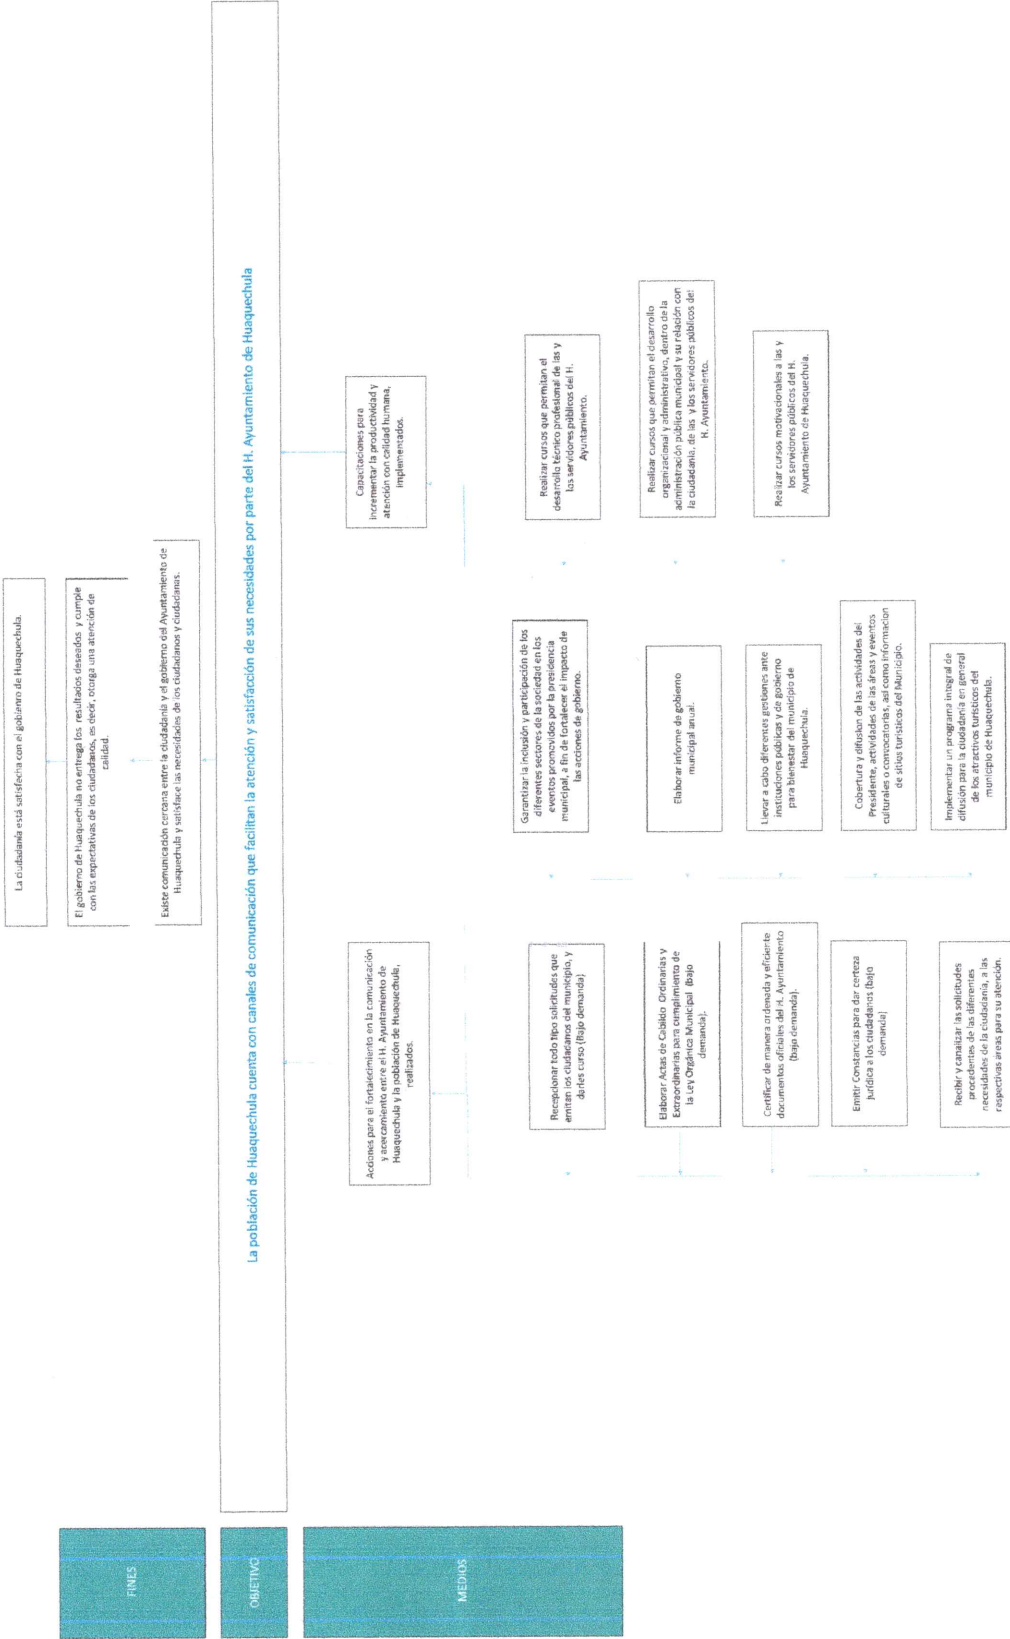 La ciudadanía está satisfecha con el gobierno de Huaquechula.
El gobierno de Huaquechula no entrega los resultados deseados y cumple
con las expectativas de los ciudadanos, es decir, otorga una atención de
calidad.
Existe comunicación cercana entre la ciudadanía y el gobierno del Ayuntamiento de
Huaquechula y satisface las necesidades de los ciudadanos y ciudadanas.
FINES
OBJETIVO
La población de Huaquechula cuenta con canales de comunicación que facilitan la atención y satisfacción de sus necesidades por parte del H. Ayuntamiento de Huaquechula
MEDIOS
Acciones para el fortalecimiento en la comunicación
y acercamiento entre el H. Ayuntamiento de
Huaquechula y la población de Huaquechula,
realizados.
Capacitaciones para
incrementar la productividad y
atención con calidad humana,
implementados.
Recepcionar todo tipo solicitudes que
emitan los ciudadanos del municipio, y
darles curso (Bajo demanda)
Elaborar Actas de Cabildo Ordinarias y
Extraordinarias para cumplimiento de
la Ley Orgánica Municipal (bajo
demanda).
Certificar de manera ordenada y eficiente
documentos oficiales del H. Ayuntamiento
(bajo demanda).
Emitir Constancias para dar certeza
jurídica a los ciudadanos (bajo
demanda)
Recibir y canalizar las solicitudes
procedentes de las diferentes
necesidades de la ciudadanía, a las
respectivas areas para su atención.
Garantizar la inclusión y participación de los
diferentes sectores de la sociedad en los
eventos promovidos por la presidencia
municipal, a fin de fortalecer el impacto de
las acciones de gobierno.
Elaborar informe de gobierno
municipal anual.
Llevar a cabo diferentes gestiones ante
instituciones públicas y de gobierno
para bienestar del municipio de
Huaquechula.
Cobertura y difusion de las actividades del
Presidente, actividades de las áreas y eventos
culturales o convocatorias, así como informacion
de sitios turísticos del Municipio.
Implementar un programa integral de
difusión para la ciudadanía en general
de los atractivos turísticos del
municipio de Huaquechula.
Realizar cursos que permitan el
desarrollo técnico profesional de las y
los servidores públicos del H.
Ayuntamiento.
Realizar cursos que permitan el desarrollo
organizacional y administrativo, dentro de la
administración pública municipal y su relación con
la ciudadanía, de las y los servidores públicos del
H. Ayuntamiento.
Realizar cursos motivacionales a las y
los servidores públicos del H.
Ayuntamiento de Huaquechula.